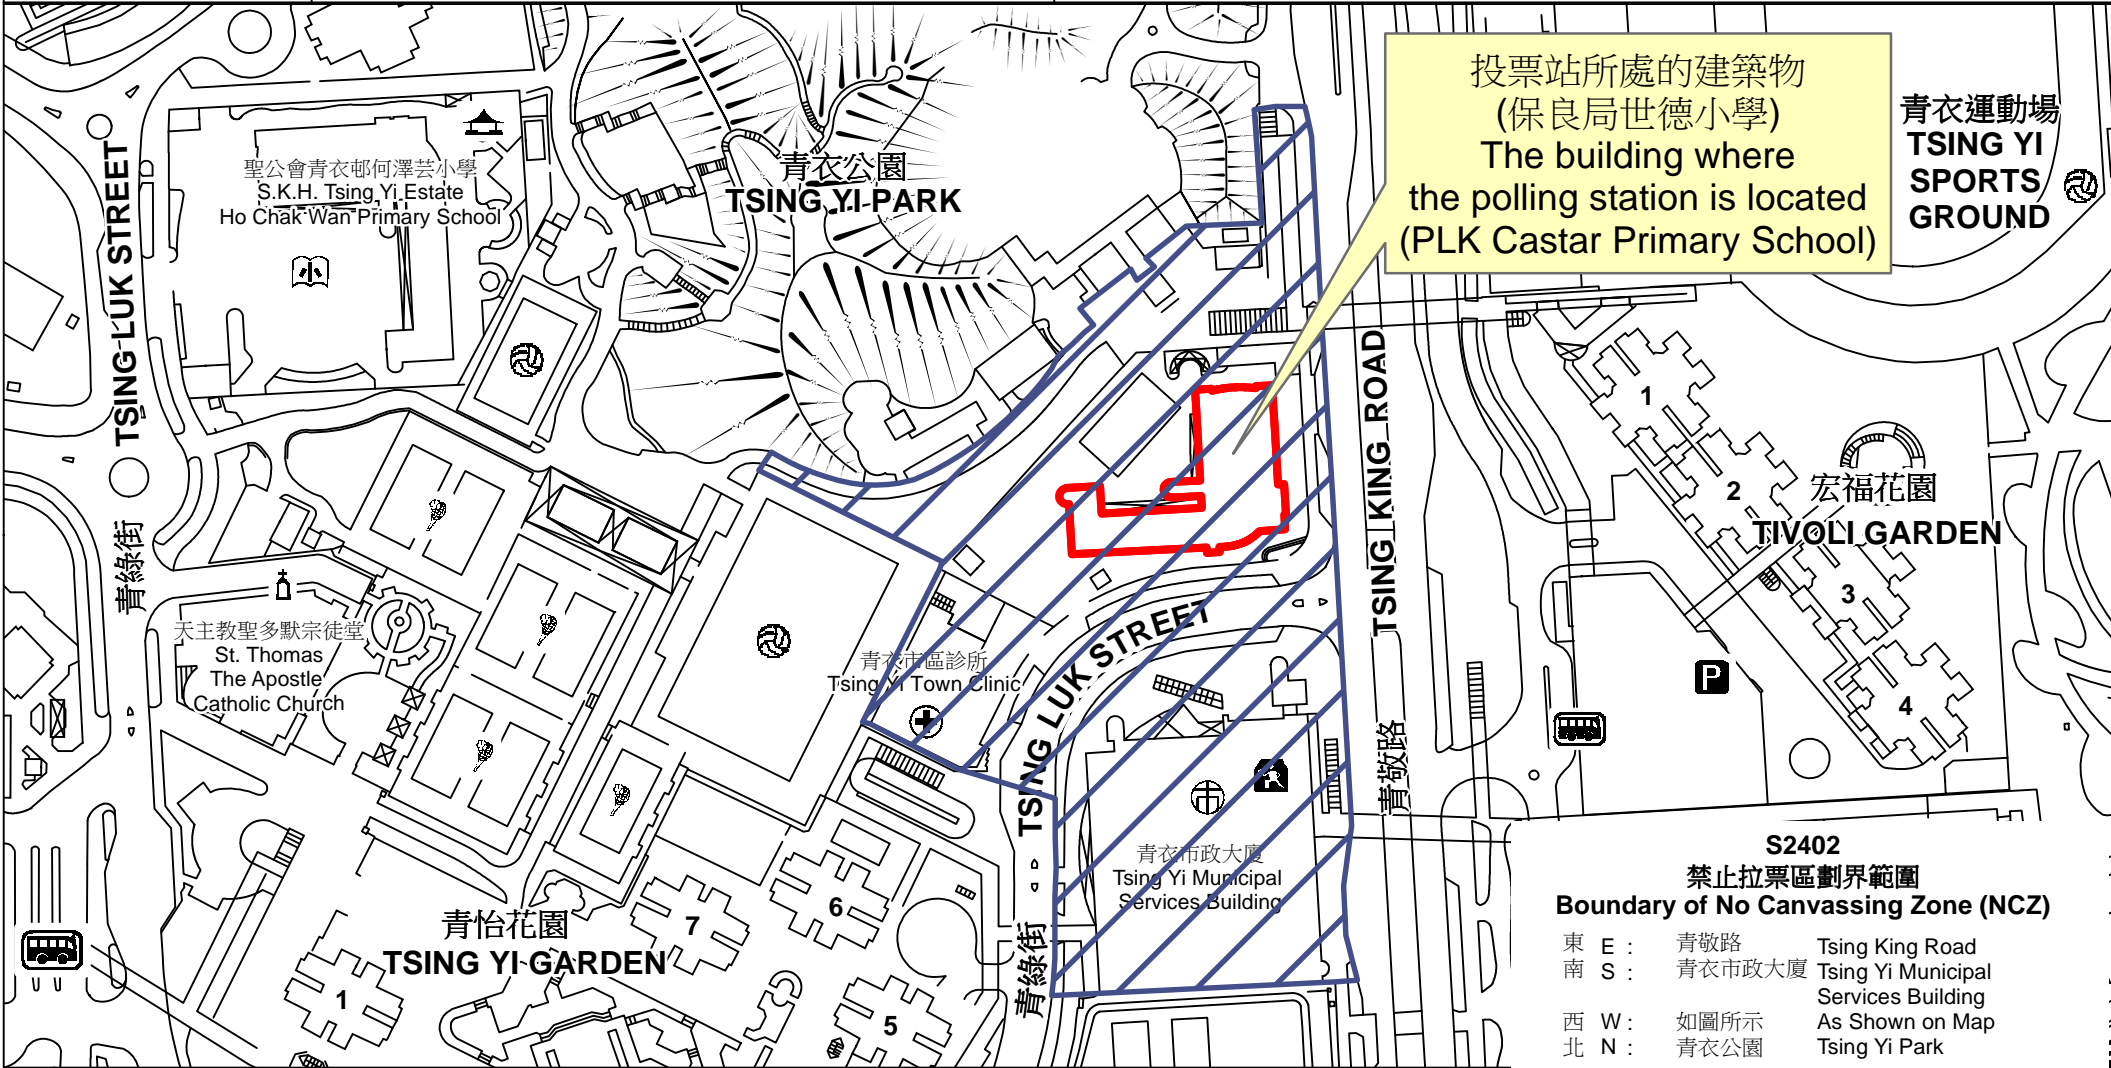 投票站所處的建築物
(保良局世德小學)
The building where
the polling station is located
(PLK Castar Primary School)
青衣運動場
TSING YI
SPORTS
GROUND
青衣公園
TSING YI PARK
聖公會青衣邨何澤芸小學
S.K.H. Tsing Yi Estate
Ho Chak Wan Primary School
小
TSING LUK STREET
青綠街
天主教聖多默宗徒堂
St. Thomas
The Apostle
Catholic Church
青衣市區診所
Tsing Yi Town Clinic
TSING LUK STREET
青綠街
TSING KING ROAD
青敬路
1
2
宏福花園
TIVOLI GARDEN
3
4
P
市
青衣市政大廈
Tsing Yi Municipal
Services Building
青怡花園
TSING YI GARDEN
7
6
1
5
S2402
禁止拉票區劃界範圍
Boundary of No Canvassing Zone (NCZ)
東 E : 青敬路 Tsing King Road
南 S : 青衣市政大廈 Tsing Yi Municipal
Services Building
西 W : 如圖所示 As Shown on Map
北 N : 青衣公園 Tsing Yi Park